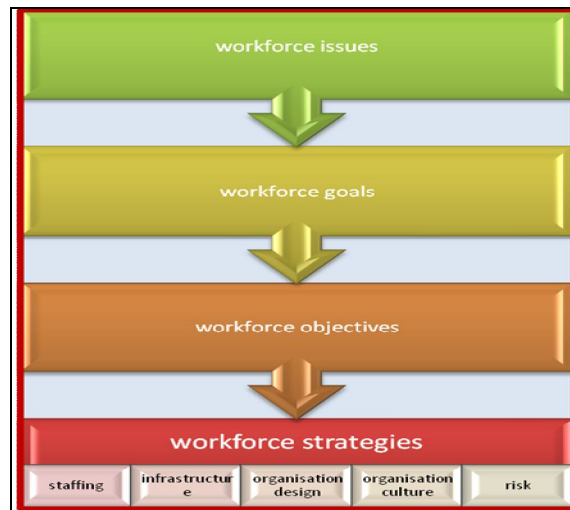 workforce issues
workforce goals
workforce objectives
workforce strategies
staffing
infrastructur
e
organisation
design
organisation
culture
risk